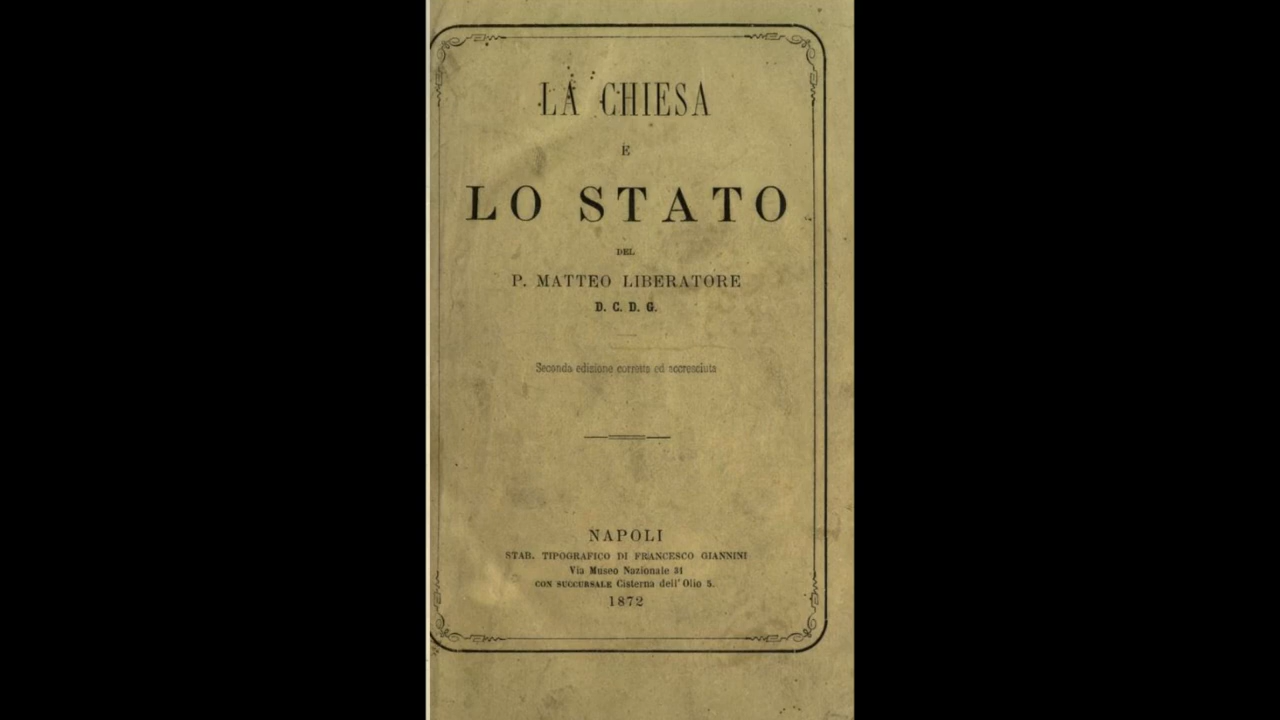 LA CHIESA
E
LO STATO
DEL
P. MATTEO LIBERATORE
D. C. D. G.
Seconda edizione corretta ed accresciuta
NAPOLI
STAB. TIPOGRAFICO DI FRANCESCO GIANNINI
Via Museo Nazionale 31
CON SUCCURSALE Cisterna dell' Olio 5.
1872